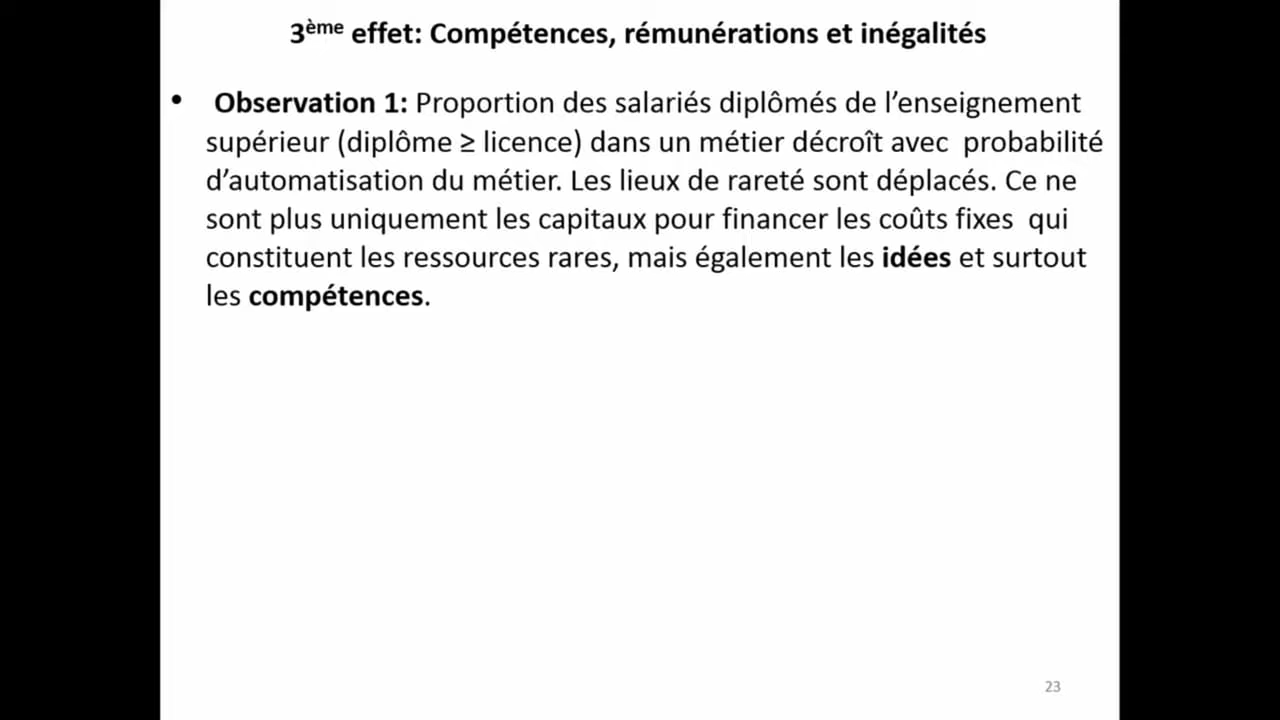 3ème effet: Compétences, rémunérations et inégalités
• Observation 1: Proportion des salariés diplômés de l’enseignement
supérieur (diplôme ≥ licence) dans un métier décroît avec probabilité
d’automatisation du métier. Les lieux de rareté sont déplacés. Ce ne
sont plus uniquement les capitaux pour financer les coûts fixes qui
constituent les ressources rares, mais également les idées et surtout
les compétences.
23